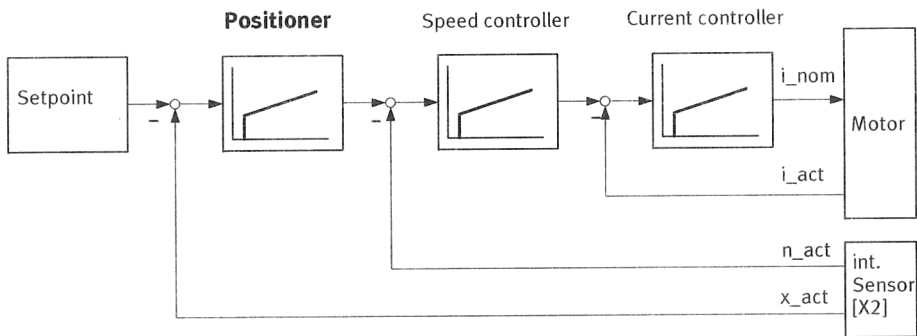 Positioner
Speed controller
Current controller
Setpoint
i_nom
Motor
i_act
n_act
int.
Sensor
[X2]
x_act